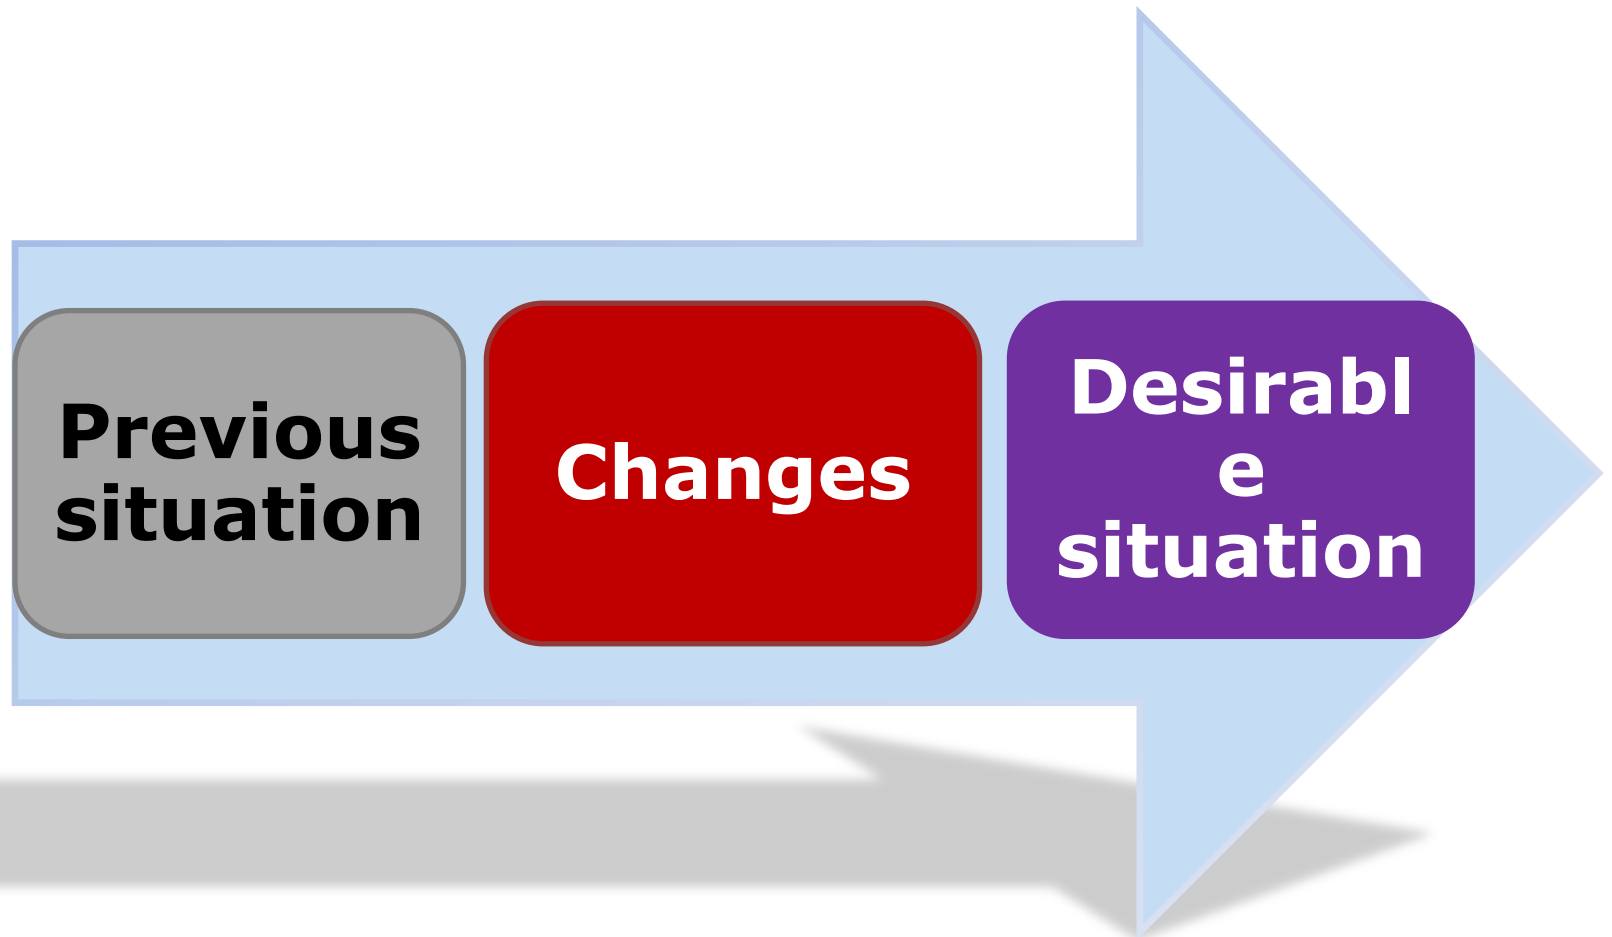 Previous
situation
Changes
Desirabl
e
situation